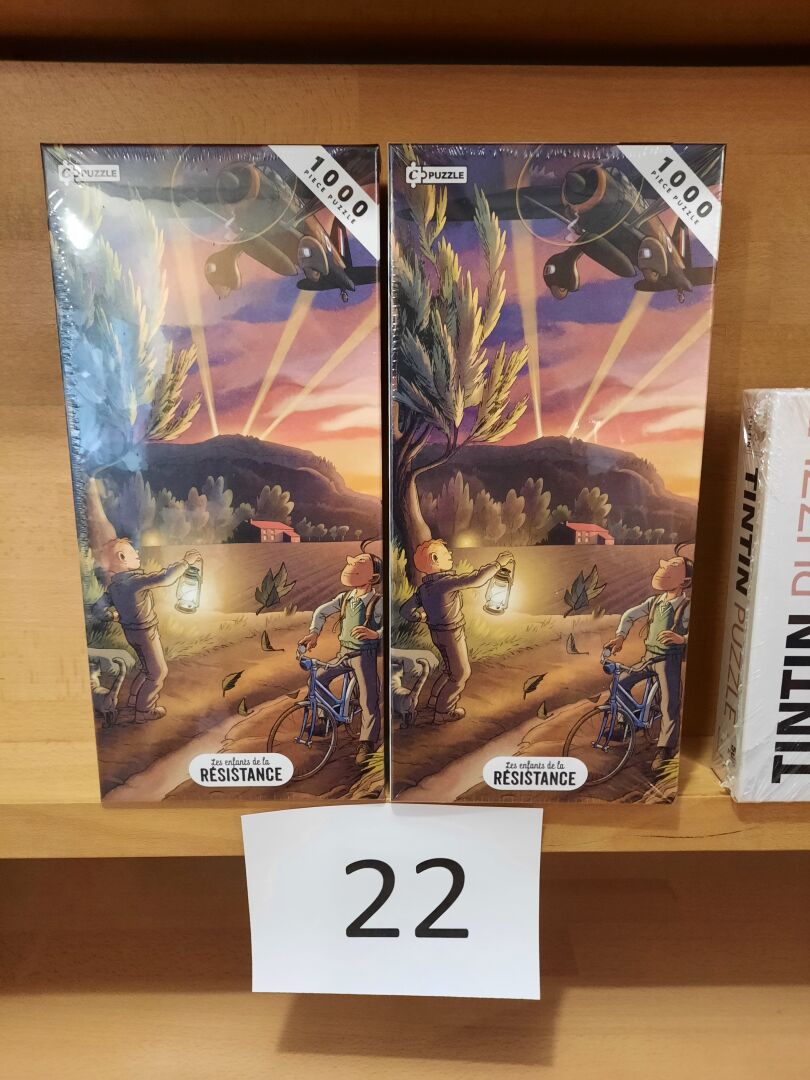 PUZZLE
1000
PIECE PUZZLE
Les enfants de la
RÉSISTANCE
PUZZLE
1000
PIECE PUZZLE
Les enfants de la
RÉSISTANCE
TINTIN PUZZLE
TINTIN
22